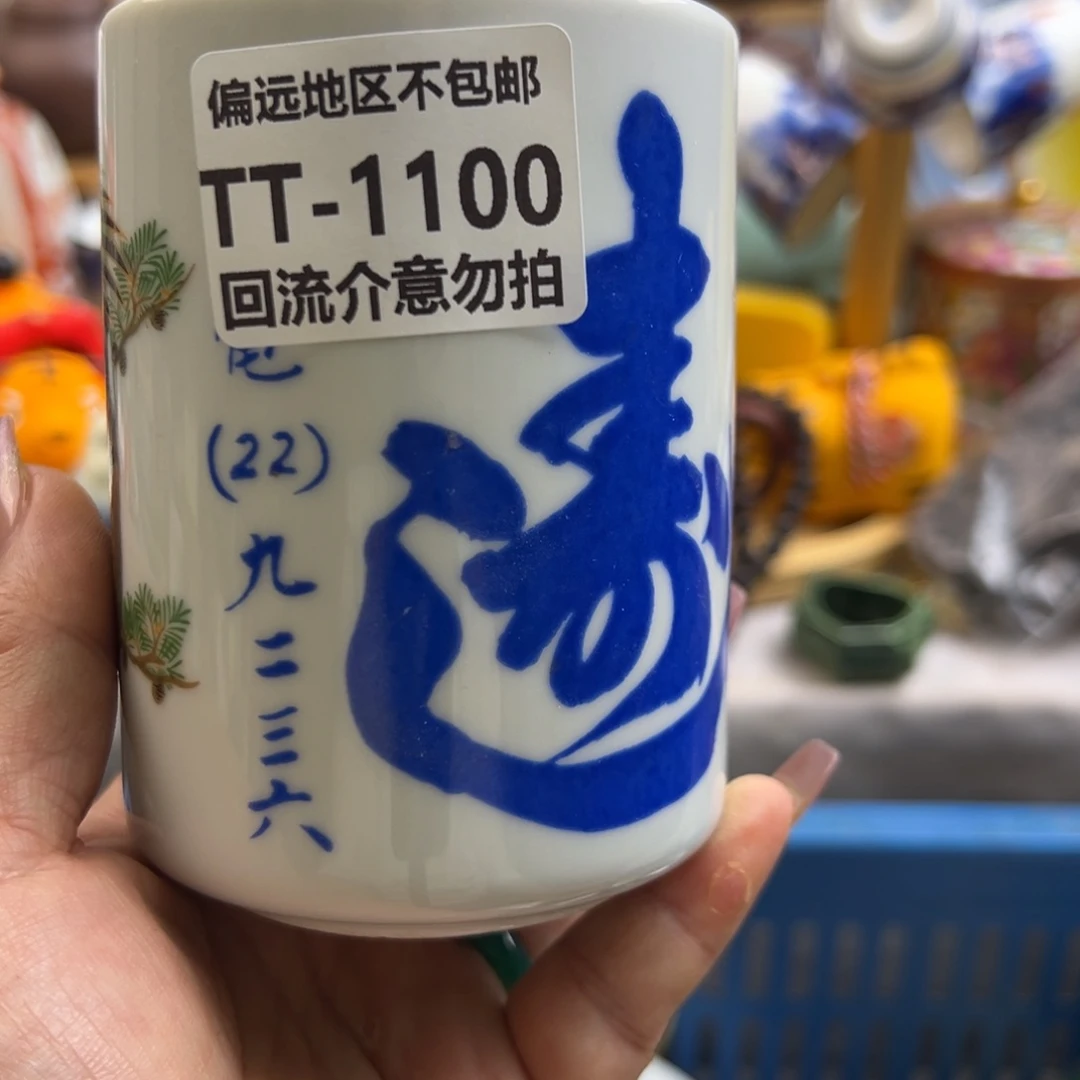 偏远地区不包邮
TT-1100
回流介意勿拍
(22)
九
二
三
六